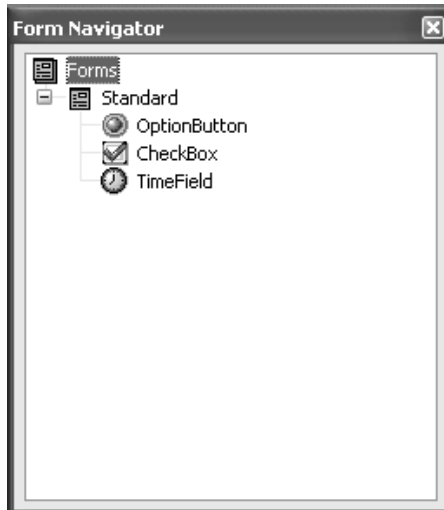 Form Navigator
Forms
Standard
OptionButton
CheckBox
TimeField